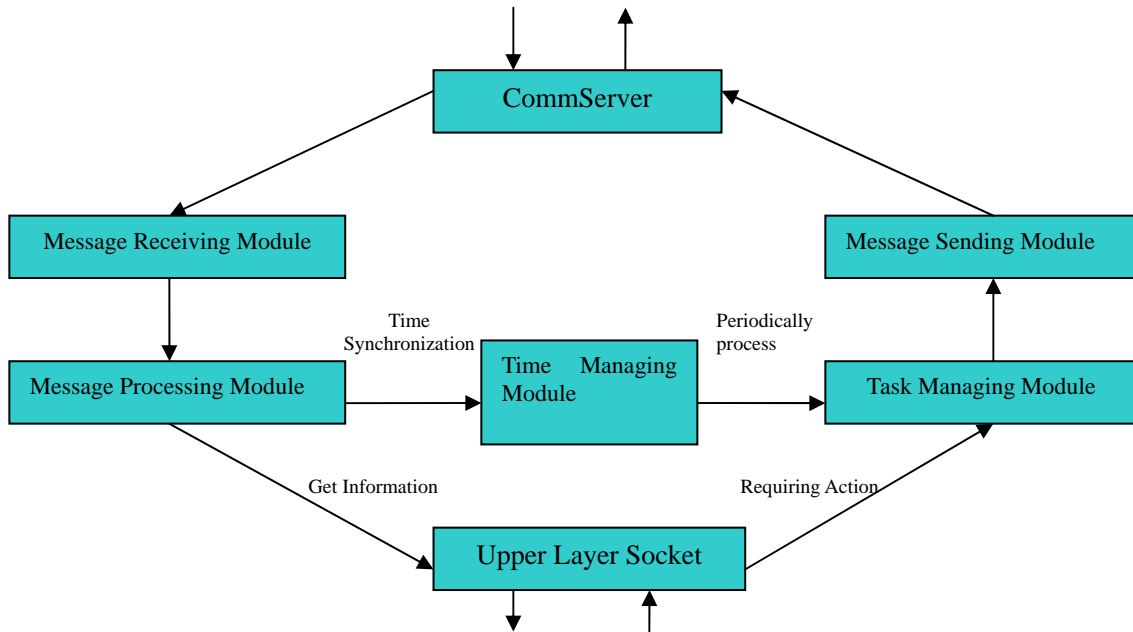 CommServer
Message Receiving Module
Message Sending Module
Time
Synchronization
Periodically
process
Message Processing Module
Time Managing
Module
Task Managing Module
Get Information
Requiring Action
Upper Layer Socket